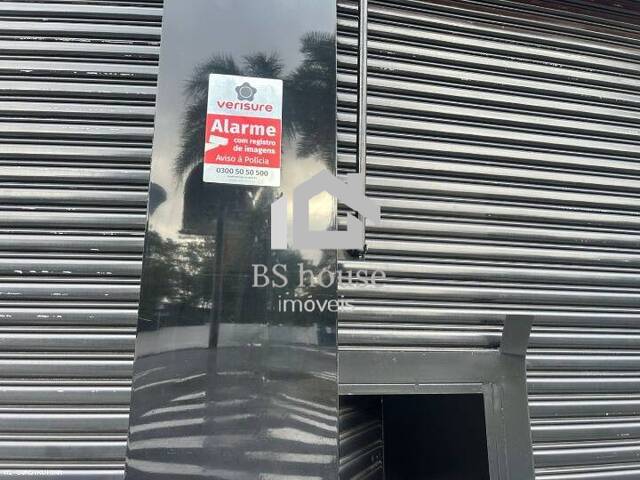 verisure
Alarme
com registro
de imagens
Aviso à Polícia
0300 50 50 500
BS house
imóveis